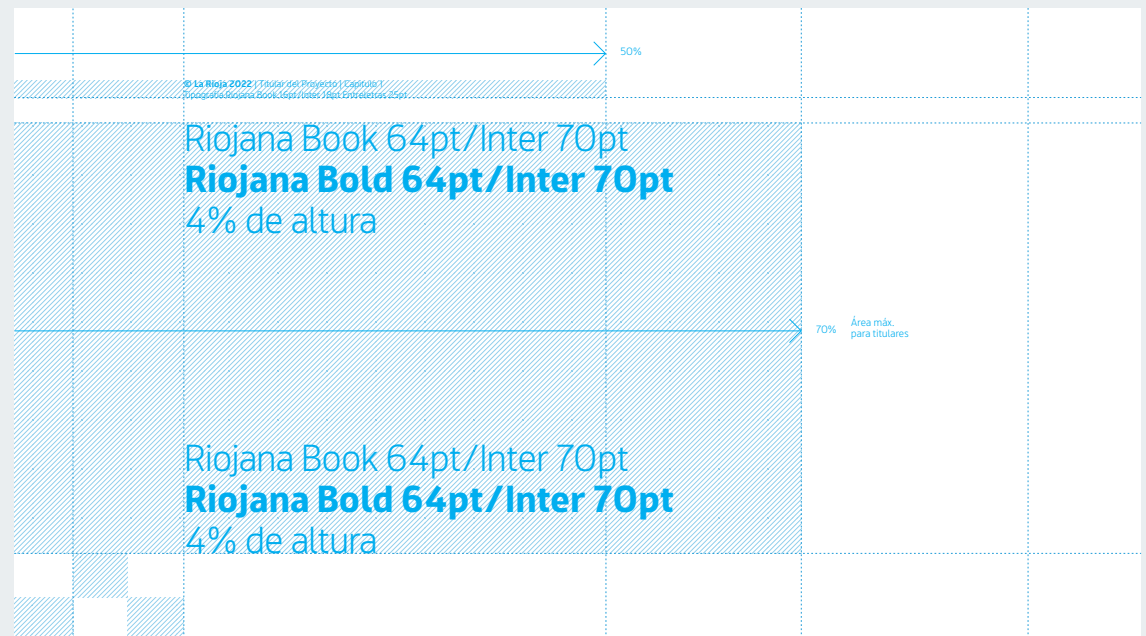 50%
© La Rioja 2022 | Titular del Proyecto | Capítulo 1
Tipografía Riojana Book 16pt/Inter 18pt Entreletras 25pt
Riojana Book 64pt/Inter 70pt
Riojana Bold 64pt/Inter 70pt
4% de altura
70%
Área máx.
para titulares
Riojana Book 64pt/Inter 70pt
Riojana Bold 64pt/Inter 70pt
4% de altura